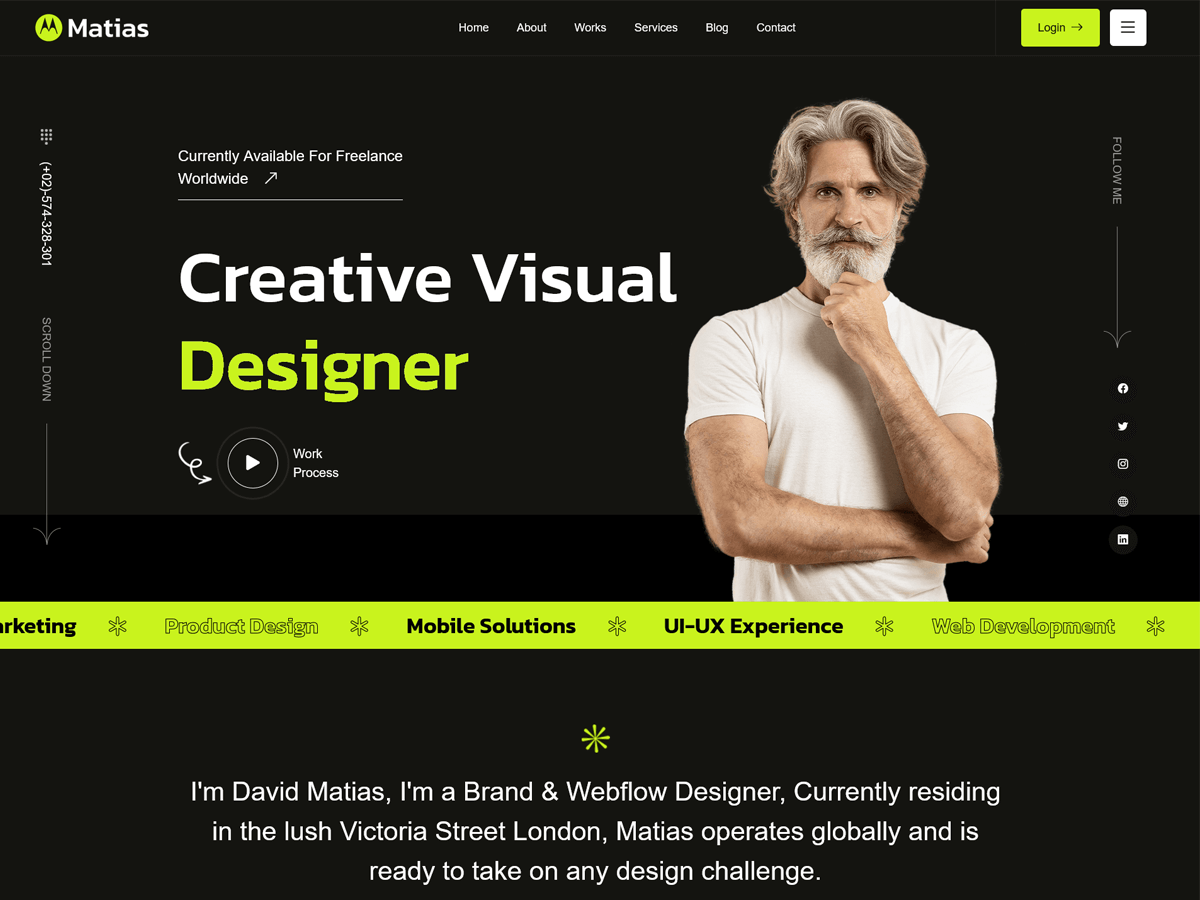 Matias
Home
About
Works
Services
Blog
Contact
Login
(+02)-574-328-301
SCROLL DOWN
Currently Available For Freelance
Worldwide
Creative Visual
Designer
Work
Process
FOLLOW ME
Product Design
Mobile Solutions
UI-UX Experience
Web Development
I'm David Matias, I'm a Brand & Webflow Designer, Currently residing
in the lush Victoria Street London, Matias operates globally and is
ready to take on any design challenge.